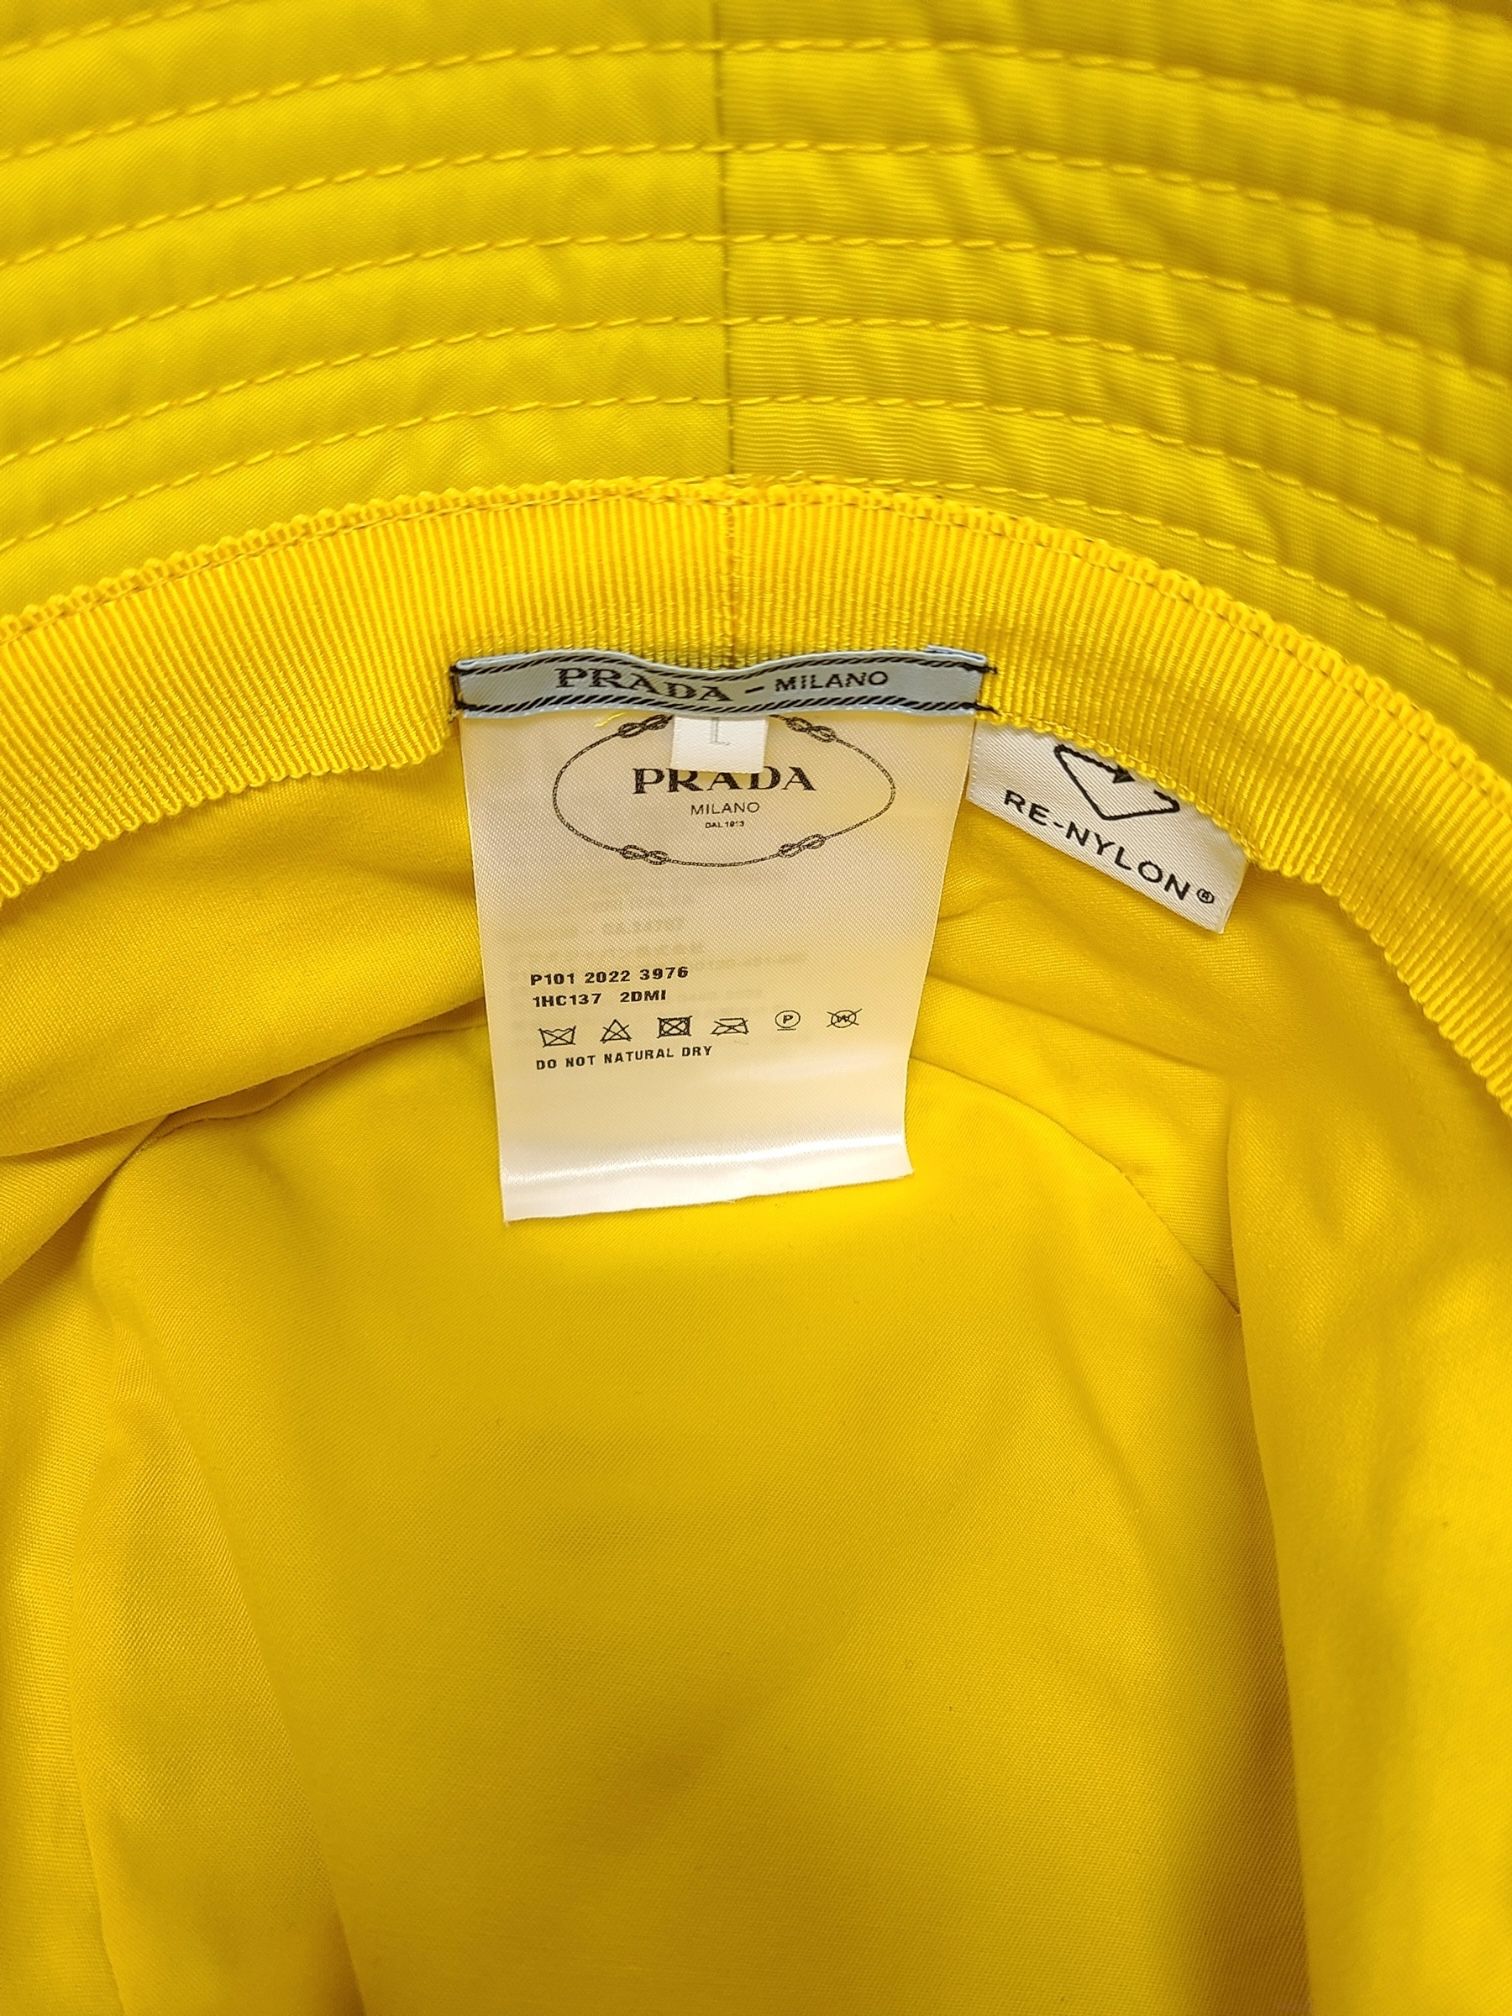 PRADA - MILANO
L
PRADA
MILANO
DAL 1913
RE-NYLON®
P101 2022 3976
1HC137 2DMI
P
W
DO NOT NATURAL DRY